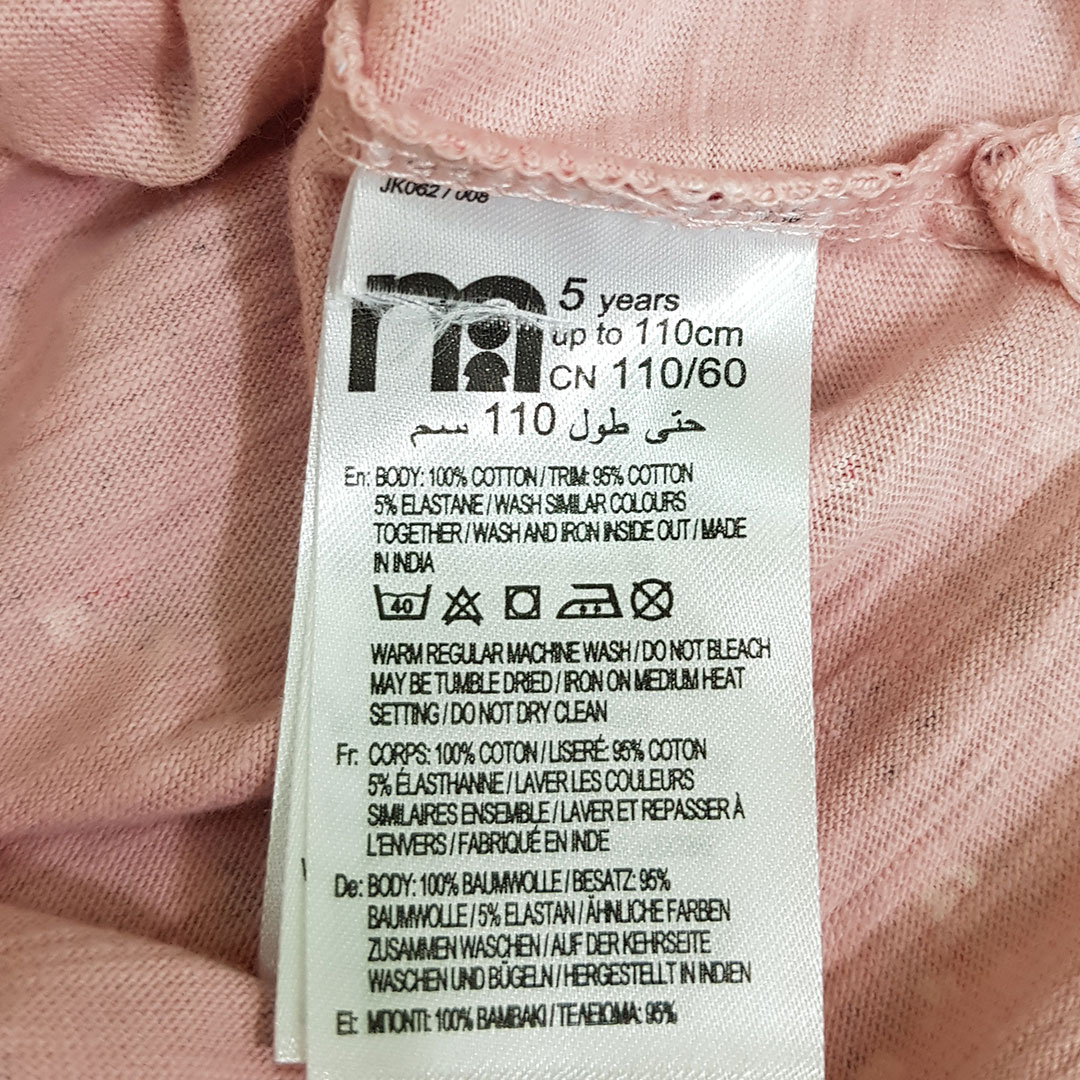 JK062 / 008
5 years
up to 110cm
CN 110/60
حتى طول 110 سم
En: BODY: 100% COTTON / TRIM: 95% COTTON
5% ELASTANE / WASH SIMILAR COLOURS
TOGETHER / WASH AND IRON INSIDE OUT / MADE
IN INDIA
40
WARM REGULAR MACHINE WASH / DO NOT BLEACH
MAY BE TUMBLE DRIED / IRON ON MEDIUM HEAT
SETTING / DO NOT DRY CLEAN
Fr: CORPS: 100% COTON / LISERÉ: 95% COTON
5% ÉLASTHANNE / LAVER LES COULEURS
SIMILAIRES ENSEMBLE / LAVER ET REPASSER À
L'ENVERS / FABRIQUÉ EN INDE
De: BODY: 100% BAUMWOLLE / BESATZ: 95%
BAUMWOLLE / 5% ELASTAN / ÄHNLICHE FARBEN
ZUSAMMEN WASCHEN / AUF DER KEHRSEITE
WASCHEN UND BÜGELN / HERGESTELLT IN INDIEN
El: ΜΠΟΝΤΙ: 100% ΒΑΜΒΑΚΙ / ΤΕΛΕΙΩΜΑ: 95%